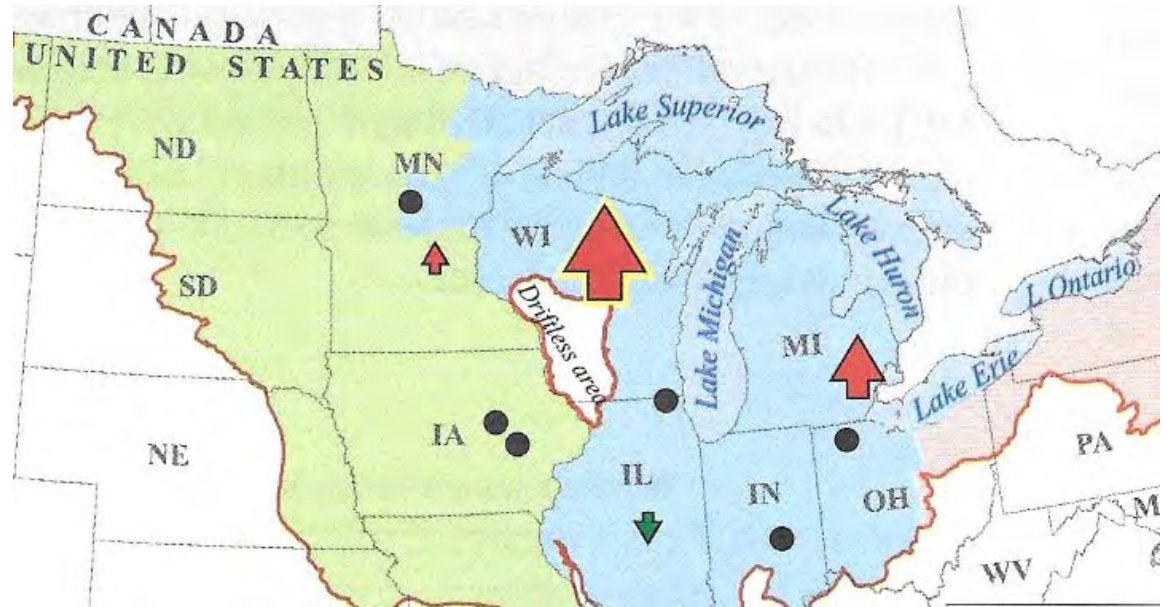 CANADA
UNITED STATES
ND
MN
Lake Superior
WI
SD
Driftless area
Lake Michigan
Lake Huron
L Ontario
MI
Lake Erie
IA
NE
IL
IN
OH
PA
M
WV